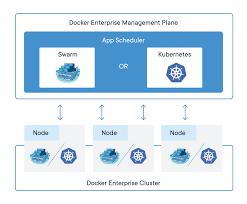 Docker Enterprise Management Plane
App Scheduler
Swarm
OR
Kubernetes
Node
Node
Node
Docker Enterprise Cluster